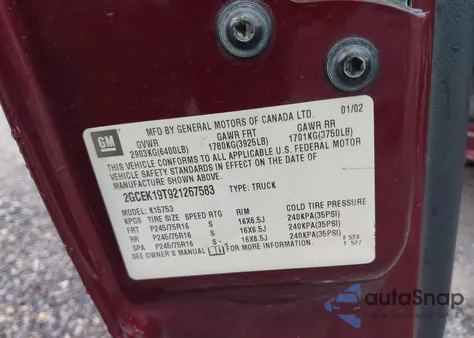 GM
MFD BY GENERAL MOTORS OF CANADA LTD. 01/02
GVWR GAWR FRT GAWR RR
2903KG(6400LB) 1780KG(3925LB) 1701KG(3750LB)
THIS VEHICLE CONFORMS TO ALL APPLICABLE U.S. FEDERAL MOTOR
VEHICLE SAFETY STANDARDS IN EFFECT ON THE DATE OF
MANUFACTURE SHOWN ABOVE.
2GCEK19T921267583 TYPE: TRUCK
MODEL: K15753
KPGS TIRE SIZE SPEED RTG RIM COLD TIRE PRESSURE
FRT P245/75R16 S 16X6.5J 240KPA(35PSI)
RR P245/75R16 S 16X6.5J 240KPA(35PSI)
SPA P245/75R16 S- 16X6.5J 240KPA(35PSI)
SEE OWNER'S MANUAL FOR MORE INFORMATION. F 523
F 527
autoSnap